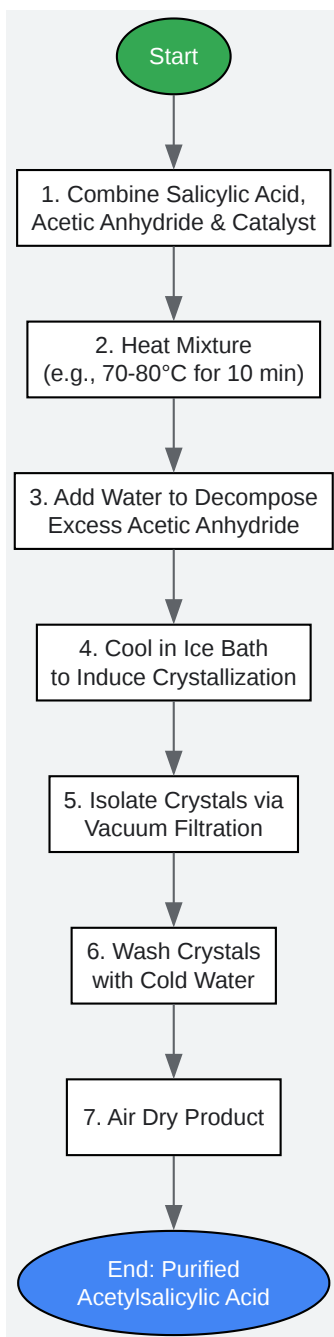 Start
1. Combine Salicylic Acid,
Acetic Anhydride & Catalyst
2. Heat Mixture
(e.g., 70-80°C for 10 min)
3. Add Water to Decompose
Excess Acetic Anhydride
4. Cool in Ice Bath
to Induce Crystallization
5. Isolate Crystals via
Vacuum Filtration
6. Wash Crystals
with Cold Water
7. Air Dry Product
End: Purified
Acetylsalicylic Acid